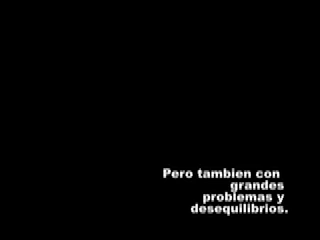 Pero tambien con
grandes
problemas y
desequilibrios.